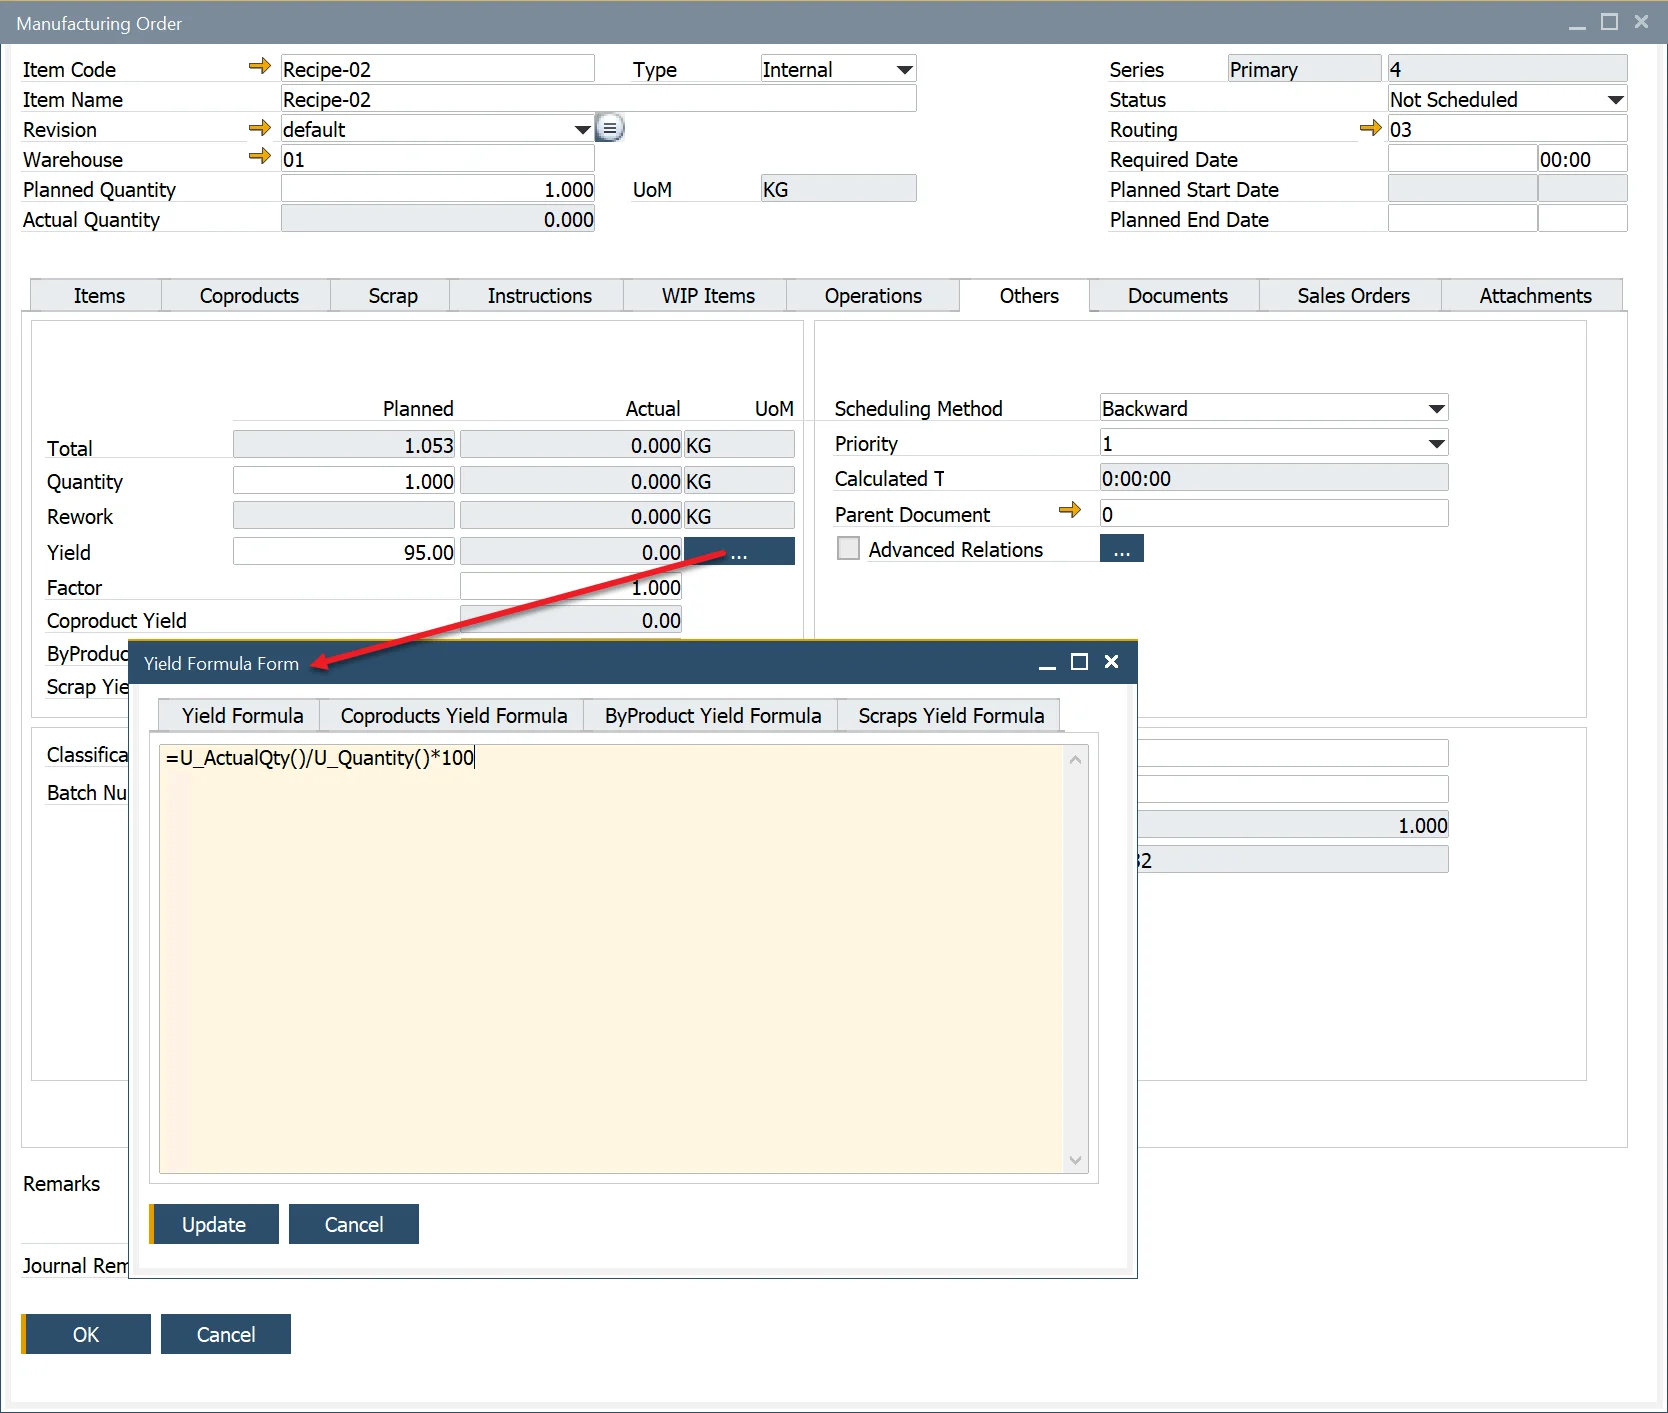 Manufacturing Order
Item Code Recipe-02 Type Internal Series Primary 4
Item Name Recipe-02 Status Not Scheduled
Revision default Routing 03
Warehouse 01 Required Date 00:00
Planned Quantity 1.000 UoM KG Planned Start Date
Actual Quantity 0.000 Planned End Date
Items Coproducts Scrap Instructions WIP Items Operations Others Documents Sales Orders Attachments
Planned Actual UoM Scheduling Method Backward
Total 1.053 0.000 KG Priority 1
Quantity 1.000 0.000 KG Calculated T 0:00:00
Rework 0.000 KG Parent Document 0
Yield 95.00 0.00 ... Advanced Relations ...
Factor 1.000
Coproduct Yield 0.00
ByProduc
Scrap Yie
Yield Formula Form
Yield Formula Coproducts Yield Formula ByProduct Yield Formula Scraps Yield Formula
=U_ActualQty()/U_Quantity()*100
Classifica
Batch Nu
1.000
32
Remarks
Update Cancel
Journal Rem
OK Cancel